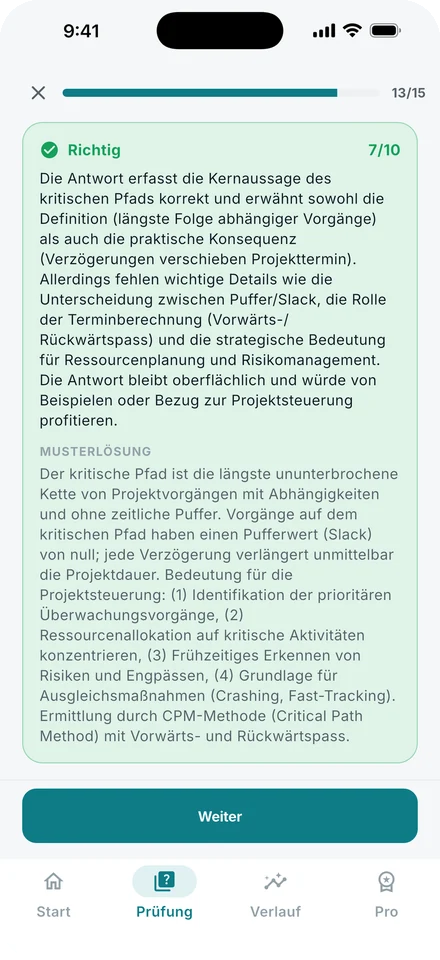 9:41
13/15
Richtig 7/10
Die Antwort erfasst die Kernaussage des
kritischen Pfads korrekt und erwähnt sowohl die
Definition (längste Folge abhängiger Vorgänge)
als auch die praktische Konsequenz
(Verzögerungen verschieben Projekttermin).
Allerdings fehlen wichtige Details wie die
Unterscheidung zwischen Puffer/Slack, die Rolle
der Terminberechnung (Vorwärts-/
Rückwärtspass) und die strategische Bedeutung
für Ressourcenplanung und Risikomanagement.
Die Antwort bleibt oberflächlich und würde von
Beispielen oder Bezug zur Projektsteuerung
profitieren.
MUSTERLÖSUNG
Der kritische Pfad ist die längste ununterbrochene
Kette von Projektvorgängen mit Abhängigkeiten
und ohne zeitliche Puffer. Vorgänge auf dem
kritischen Pfad haben einen Pufferwert (Slack)
von null; jede Verzögerung verlängert unmittelbar
die Projektdauer. Bedeutung für die
Projektsteuerung: (1) Identifikation der prioritären
Überwachungsvorgänge, (2)
Ressourcenallokation auf kritische Aktivitäten
konzentrieren, (3) Frühzeitiges Erkennen von
Risiken und Engpässen, (4) Grundlage für
Ausgleichsmaßnahmen (Crashing, Fast-Tracking).
Ermittlung durch CPM-Methode (Critical Path
Method) mit Vorwärts- und Rückwärtspass.
Weiter
Start Prüfung Verlauf Pro